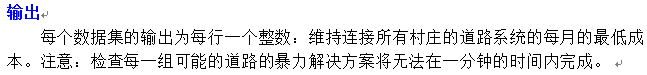 输出
每个数据集的输出为每行一个整数：维持连接所有村庄的道路系统的每月的最低成
本。注意：检查每一组可能的道路的暴力解决方案将无法在一分钟的时间内完成。